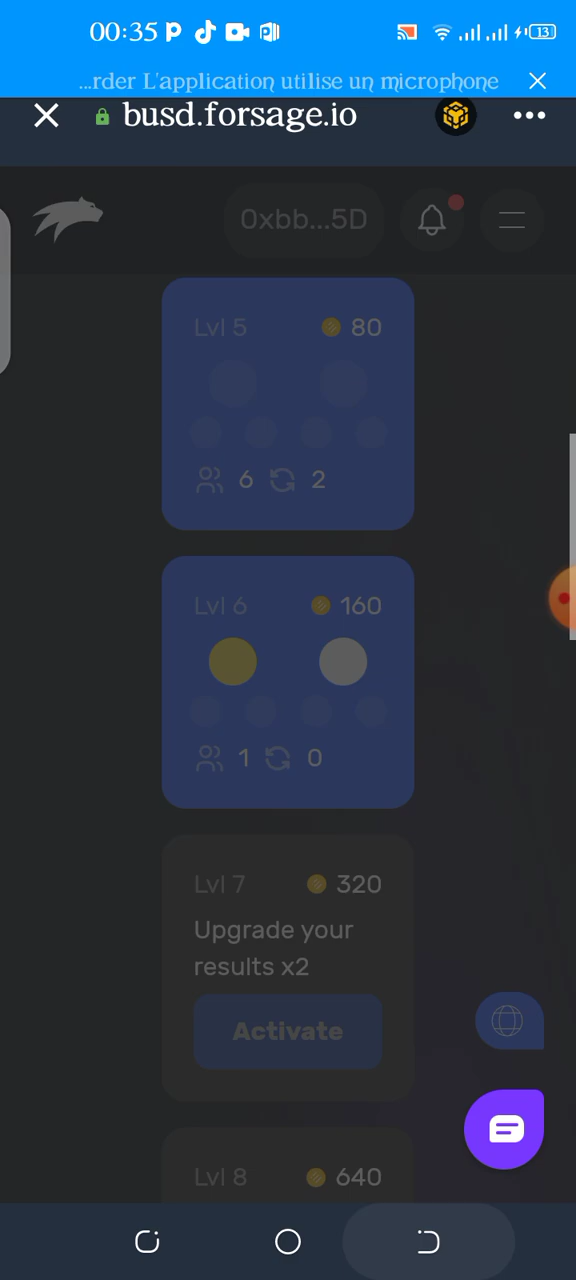 00:35
13
...rder L'application utilise un microphone
busd.forsage.io
0xbb...5D
Lvl 5 80
6 2
Lvl 6 160
1 0
Lvl 7 320
Upgrade your
results x2
Activate
Lvl 8 640